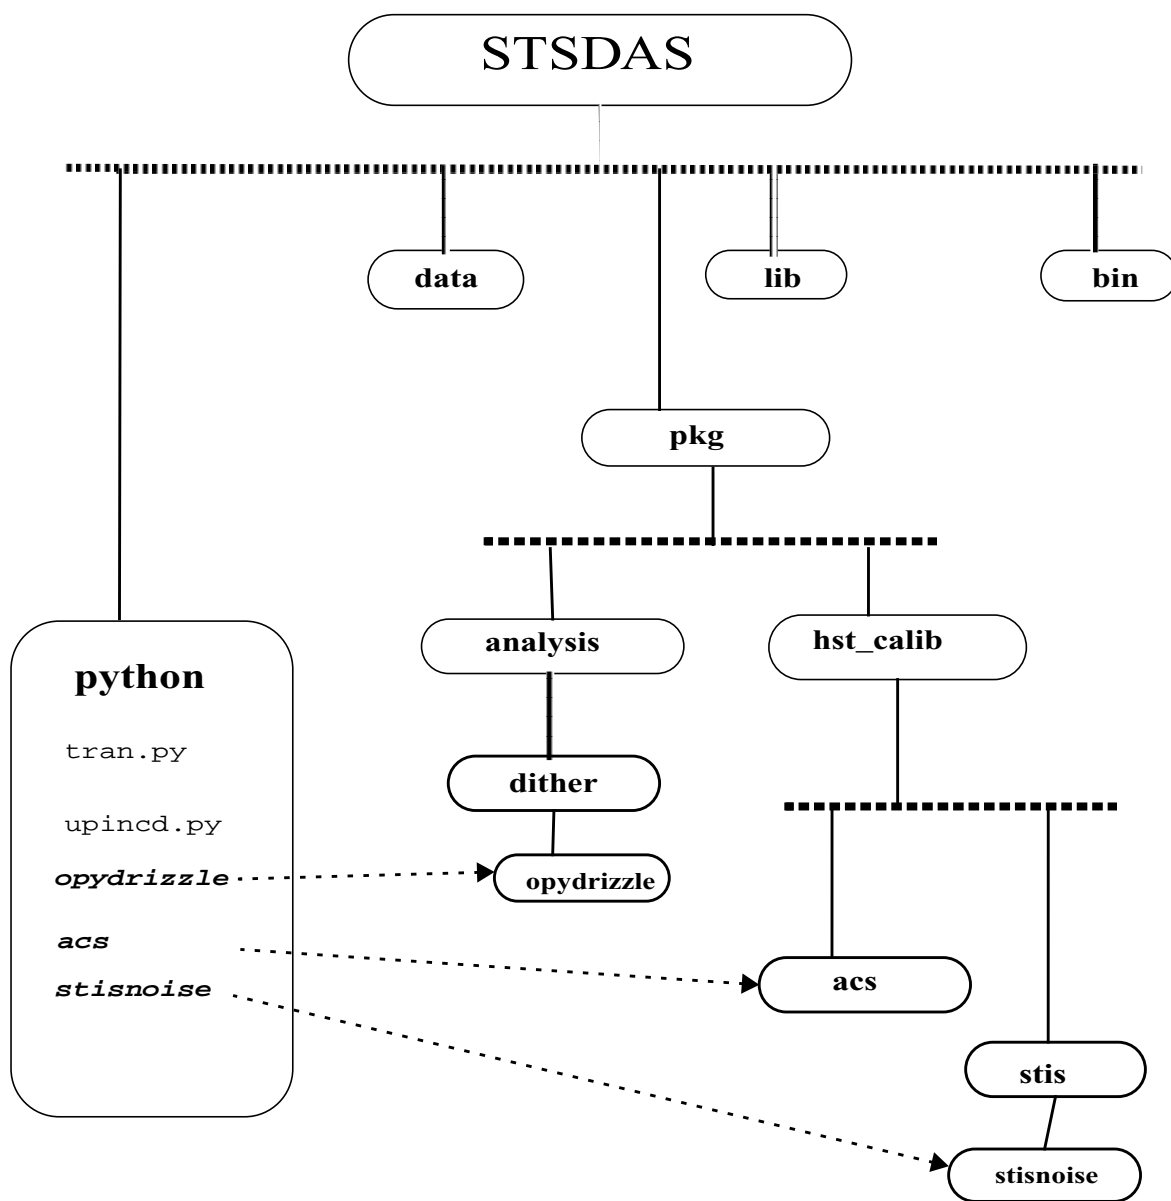 STSDAS
data
lib
bin
pkg
analysis
hst_calib
python
tran.py
upincd.py
opydrizzle
acs
stisnoise
dither
opydrizzle
acs
stis
stisnoise